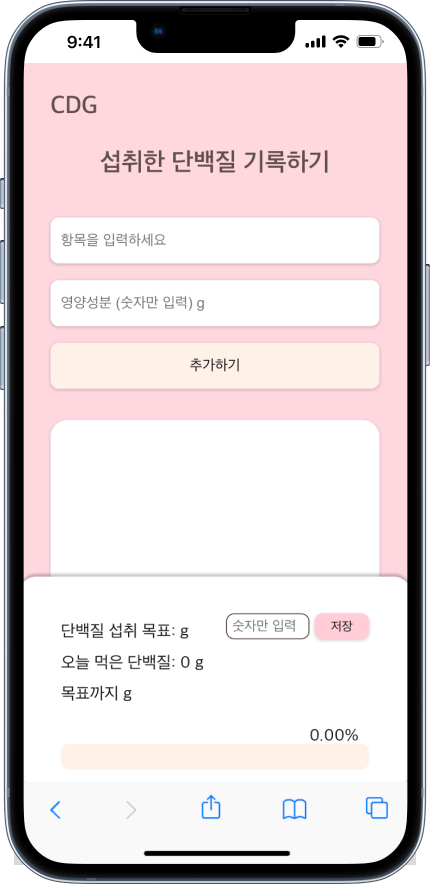 9:41
CDG
섭취한 단백질 기록하기
항목을 입력하세요
영양성분 (숫자만 입력) g
추가하기
단백질 섭취 목표: g
숫자만 입력
저장
오늘 먹은 단백질: 0 g
목표까지 g
0.00%